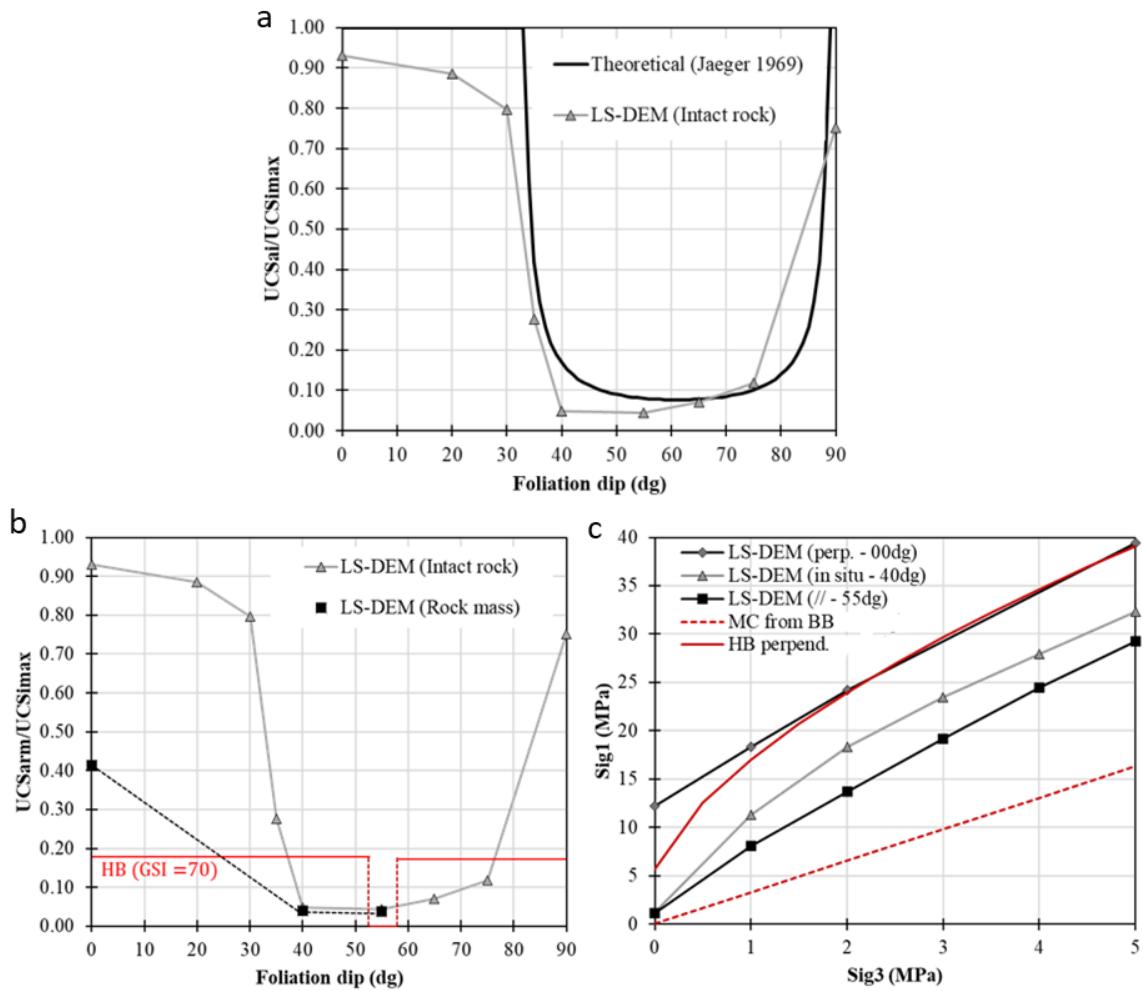 a
1.00
0.90
0.80
0.70
0.60
0.50
0.40
0.30
0.20
0.10
0.00
UCSai/UCSimax
Theoretical (Jaeger 1969)
LS-DEM (Intact rock)
0 10 20 30 40 50 60 70 80 90
Foliation dip (dg)
b
1.00
0.90
0.80
0.70
0.60
0.50
0.40
0.30
0.20
0.10
0.00
UCSarm/UCSimax
LS-DEM (Intact rock)
LS-DEM (Rock mass)
HB (GSI =70)
0 10 20 30 40 50 60 70 80 90
Foliation dip (dg)
c
40
35
30
25
20
15
10
5
0
Sig1 (MPa)
LS-DEM (perp. - 00dg)
LS-DEM (in situ - 40dg)
LS-DEM (// - 55dg)
MC from BB
HB perpend.
0 1 2 3 4 5
Sig3 (MPa)